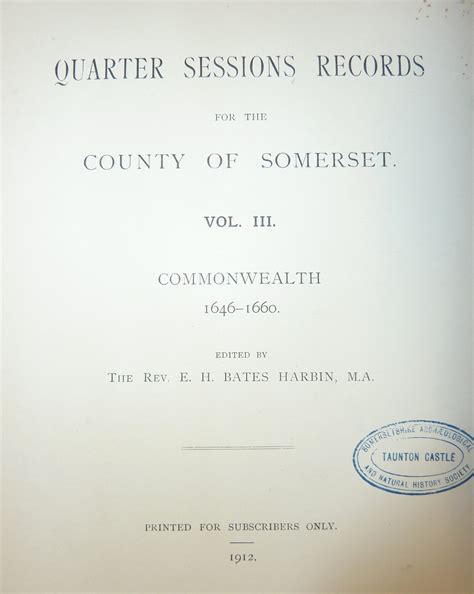 QUARTER SESSIONS RECORDS
FOR THE
COUNTY OF SOMERSET.
VOL. III.
COMMONWEALTH
1646–1660.
EDITED BY
THE REV. E. H. BATES HARBIN, M.A.
SOMERSETSHIRE ARCHÆOLOGICAL
TAUNTON CASTLE
AND NATURAL HISTORY SOCIETY
PRINTED FOR SUBSCRIBERS ONLY.
1912.